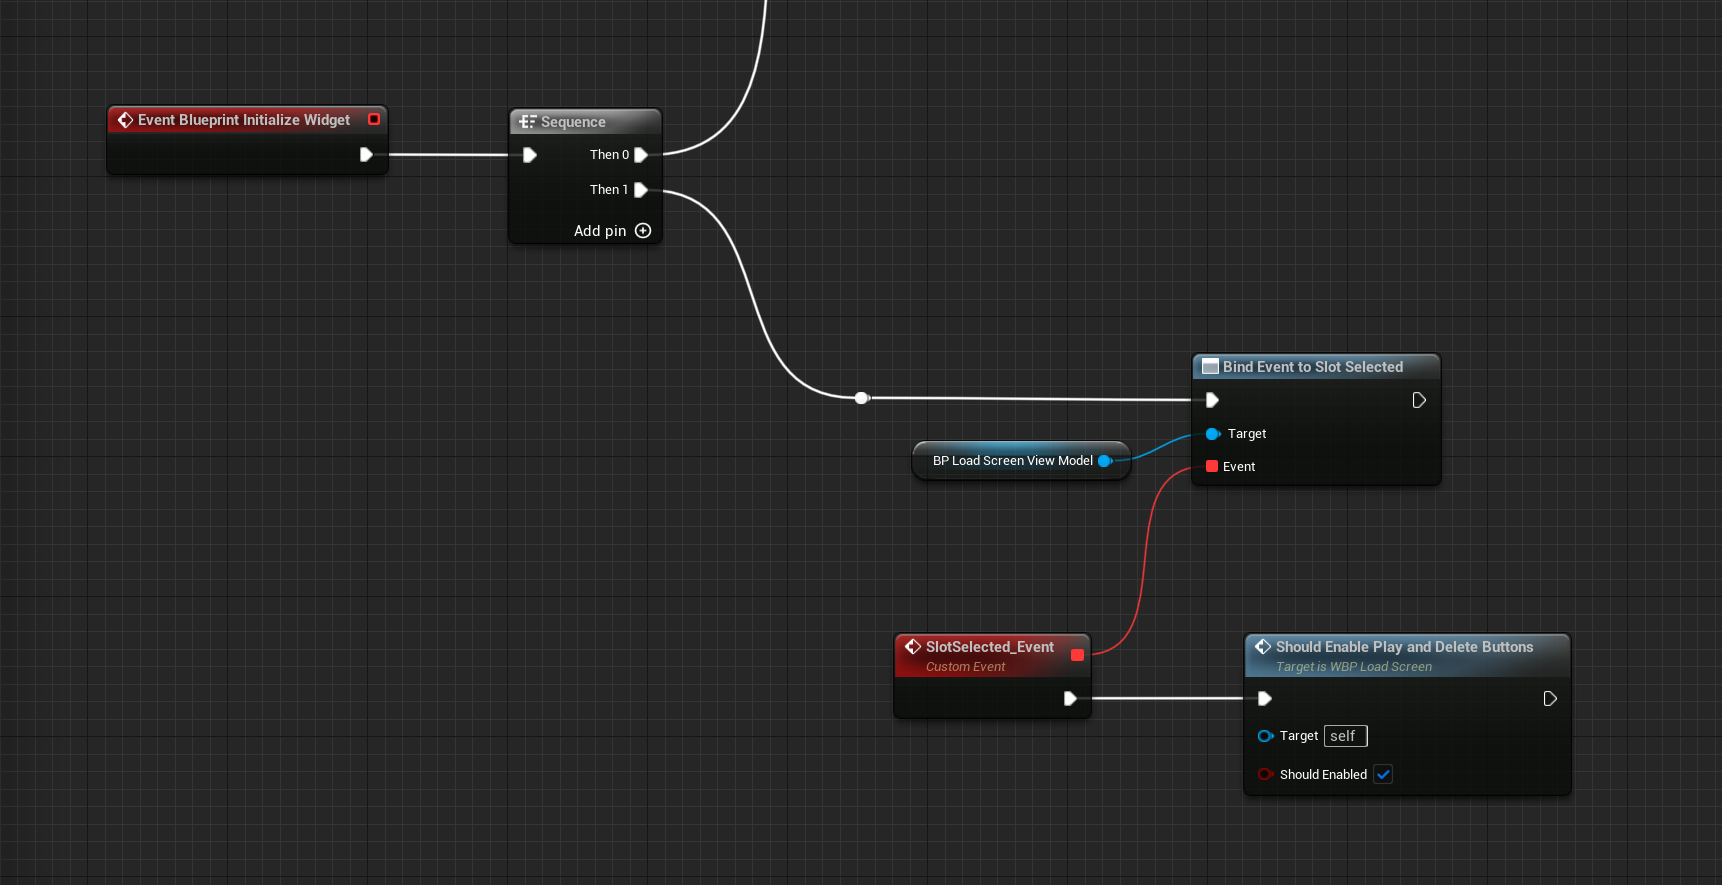 Event Blueprint Initialize Widget
Sequence
Then 0
Then 1
Add pin
Bind Event to Slot Selected
Target
BP Load Screen View Model
Event
SlotSelected_Event
Custom Event
Should Enable Play and Delete Buttons
Target is WBP Load Screen
Target self
Should Enabled